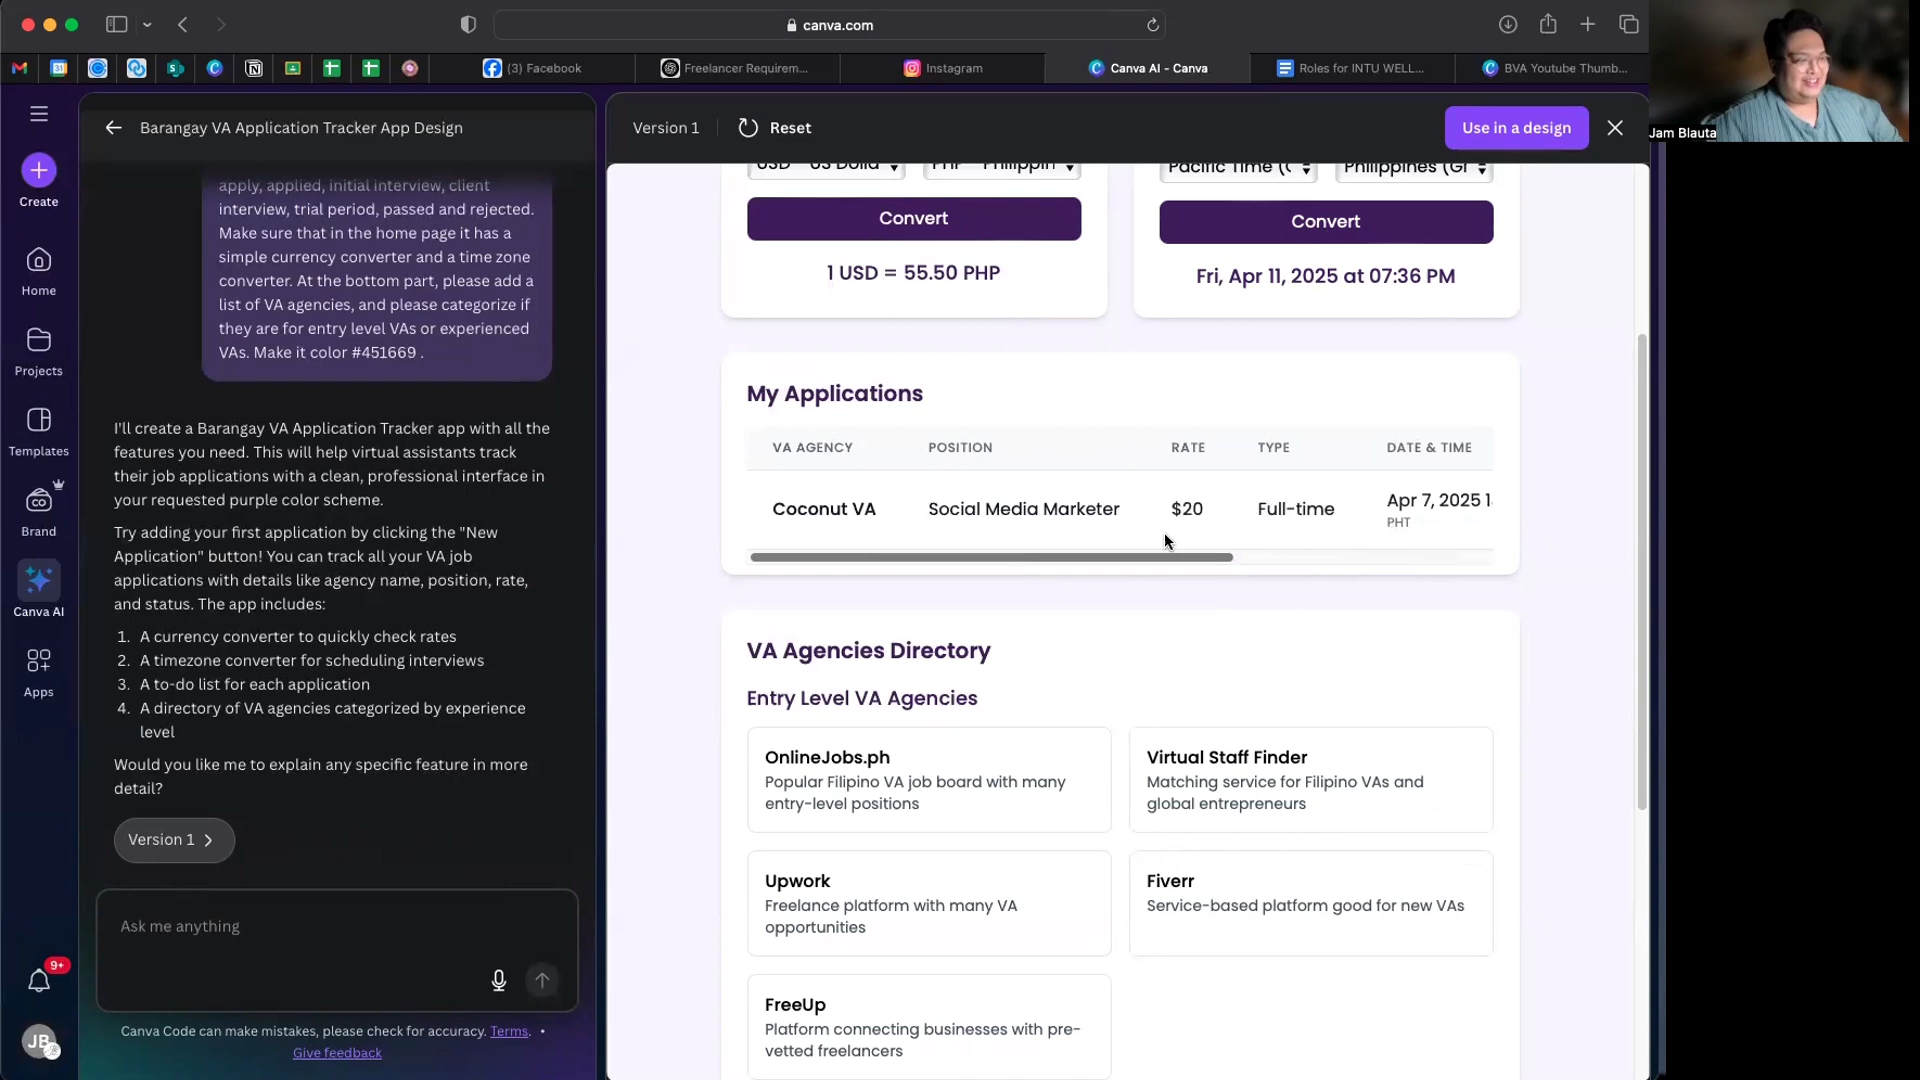 canva.com
(3) Facebook
Freelancer Requirem...
Instagram
Canva AI - Canva
Roles for INTU WELL...
BVA Youtube Thumb...
Jam Blauta
Create
Home
Projects
Templates
Brand
Canva AI
Apps
9+
JB
Barangay VA Application Tracker App Design
apply, applied, initial interview, client
interview, trial period, passed and rejected.
Make sure that in the home page it has a
simple currency converter and a time zone
converter. At the bottom part, please add a
list of VA agencies, and please categorize if
they are for entry level VAs or experienced
VAs. Make it color #451669 .
I'll create a Barangay VA Application Tracker app with all the
features you need. This will help virtual assistants track
their job applications with a clean, professional interface in
your requested purple color scheme.
Try adding your first application by clicking the "New
Application" button! You can track all your VA job
applications with details like agency name, position, rate,
and status. The app includes:
1. A currency converter to quickly check rates
2. A timezone converter for scheduling interviews
3. A to-do list for each application
4. A directory of VA agencies categorized by experience
level
Would you like me to explain any specific feature in more
detail?
Version 1
Ask me anything
Canva Code can make mistakes, please check for accuracy. Terms. •
Give feedback
Version 1
Reset
Use in a design
USD - US Dolla
PHP - Philippin
Convert
1 USD = 55.50 PHP
Pacific Time (
Philippines (GM
Convert
Fri, Apr 11, 2025 at 07:36 PM
My Applications
VA AGENCY POSITION RATE TYPE DATE & TIME
Coconut VA Social Media Marketer $20 Full-time Apr 7, 2025 1
PHT
VA Agencies Directory
Entry Level VA Agencies
OnlineJobs.ph
Popular Filipino VA job board with many
entry-level positions
Virtual Staff Finder
Matching service for Filipino VAs and
global entrepreneurs
Upwork
Freelance platform with many VA
opportunities
Fiverr
Service-based platform good for new VAs
FreeUp
Platform connecting businesses with pre-
vetted freelancers